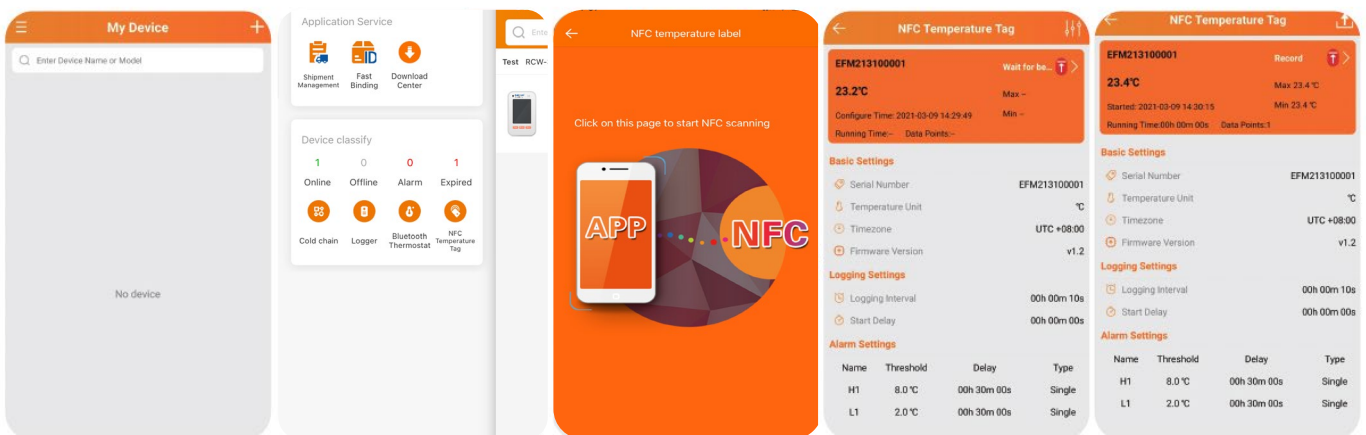 My Device
Enter Device Name or Model
No device
Application Service
Shipment Management
Fast Binding
Download Center
Device classify
1 0 0 1
Online Offline Alarm Expired
Cold chain
Logger
Bluetooth Thermostat
NFC Temperature Tag
Ente
Test RCW-
NFC temperature label
Click on this page to start NFC scanning
APP
NFC
NFC Temperature Tag
EFM213100001 Wait for be...
23.2℃ Max --
Configure Time: 2021-03-09 14:29:49 Min --
Running Time:-- Data Points:--
Basic Settings
Serial Number EFM213100001
Temperature Unit ℃
Timezone UTC +08:00
Firmware Version v1.2
Logging Settings
Logging Interval 00h 00m 10s
Start Delay 00h 00m 00s
Alarm Settings
Name Threshold Delay Type
H1 8.0℃ 00h 30m 00s Single
L1 2.0℃ 00h 30m 00s Single
NFC Temperature Tag
EFM213100001 Record
23.4℃ Max 23.4℃
Started: 2021-03-09 14:30:15 Min 23.4℃
Running Time:00h 00m 00s Data Points:1
Basic Settings
Serial Number EFM213100001
Temperature Unit ℃
Timezone UTC +08:00
Firmware Version v1.2
Logging Settings
Logging Interval 00h 00m 10s
Start Delay 00h 00m 00s
Alarm Settings
Name Threshold Delay Type
H1 8.0℃ 00h 30m 00s Single
L1 2.0℃ 00h 30m 00s Single